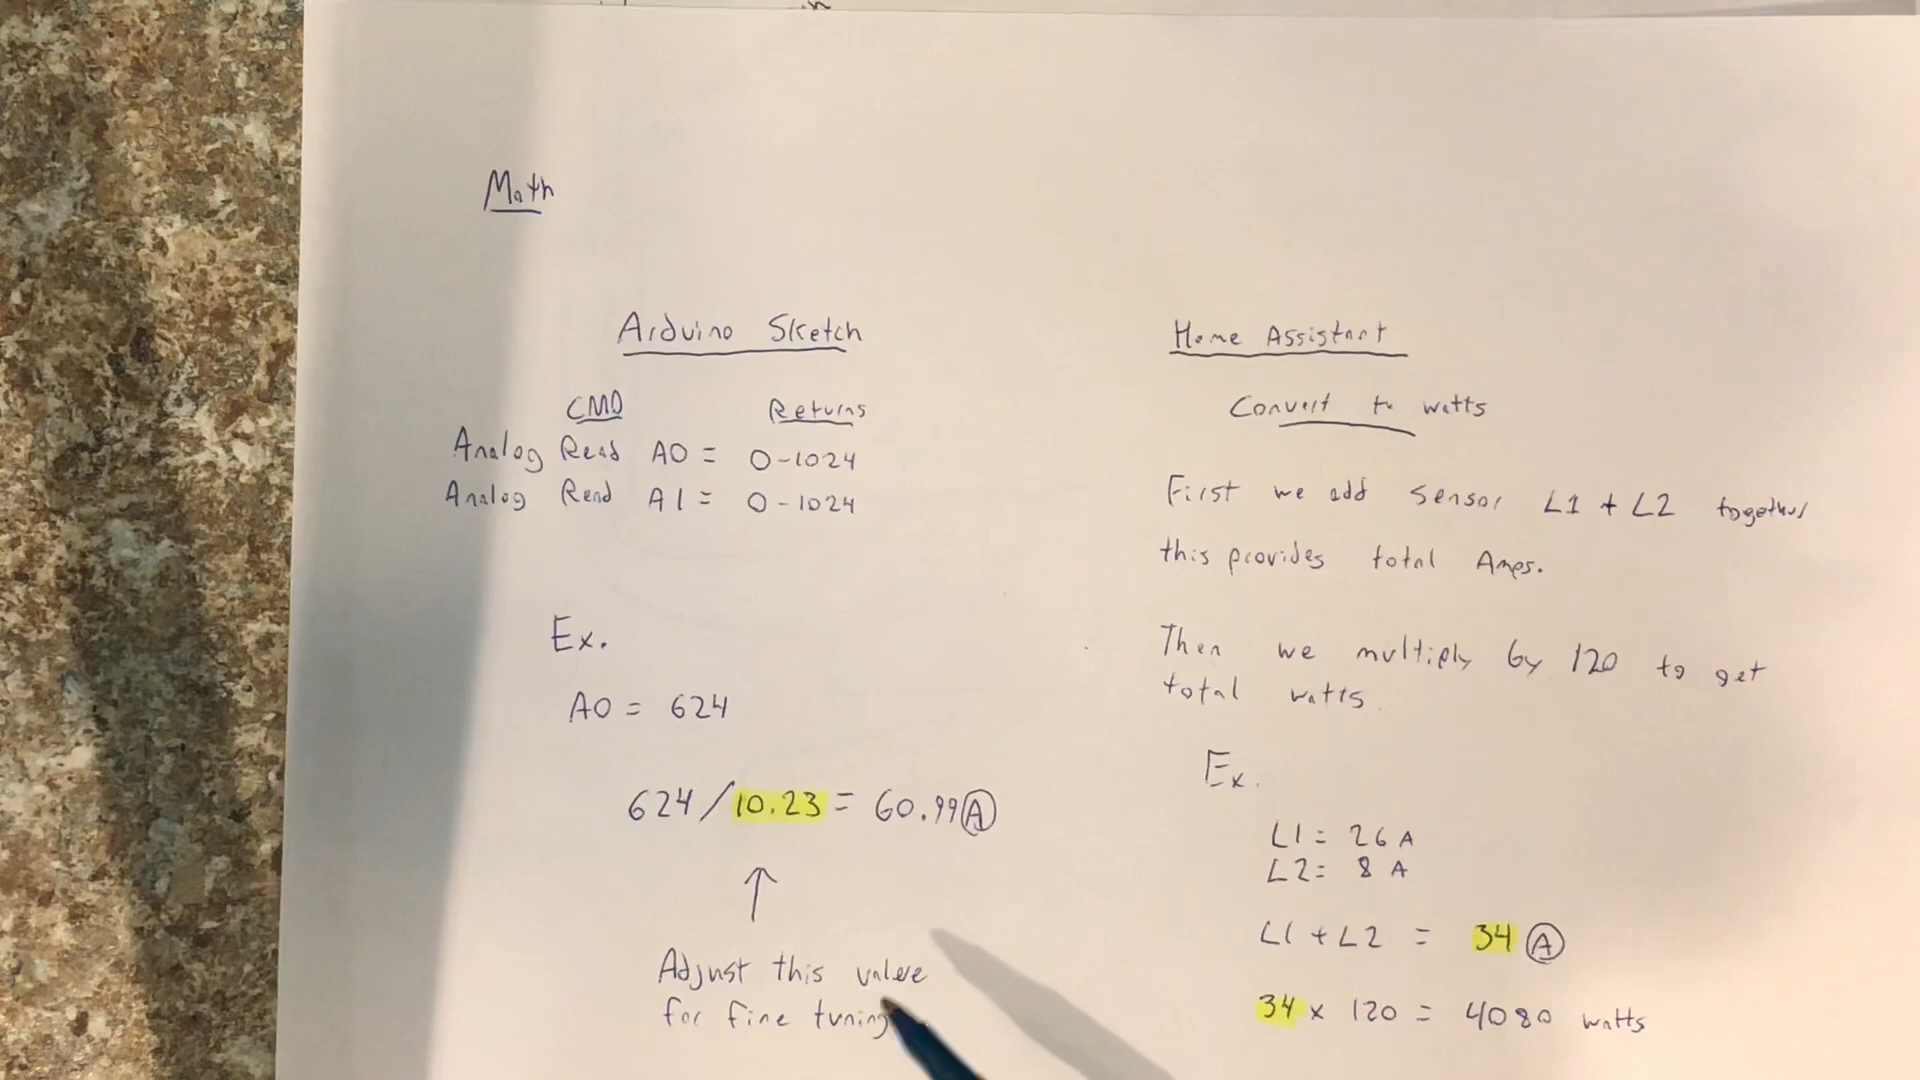 Math
Arduino Sketch
CMD Returns
Analog Read A0 = 0-1024
Analog Read A1 = 0-1024
Ex.
A0 = 624
624/10.23 = 60.99 A
↑
Adjust this value
for fine tuning
Home Assistant
Convert to watts
First we add sensor L1 + L2 together
this provides total Amps.
Then we multiply by 120 to get
total watts.
Ex.
L1 = 26 A
L2 = 8 A
L1 + L2 = 34 A
34 x 120 = 4080 watts